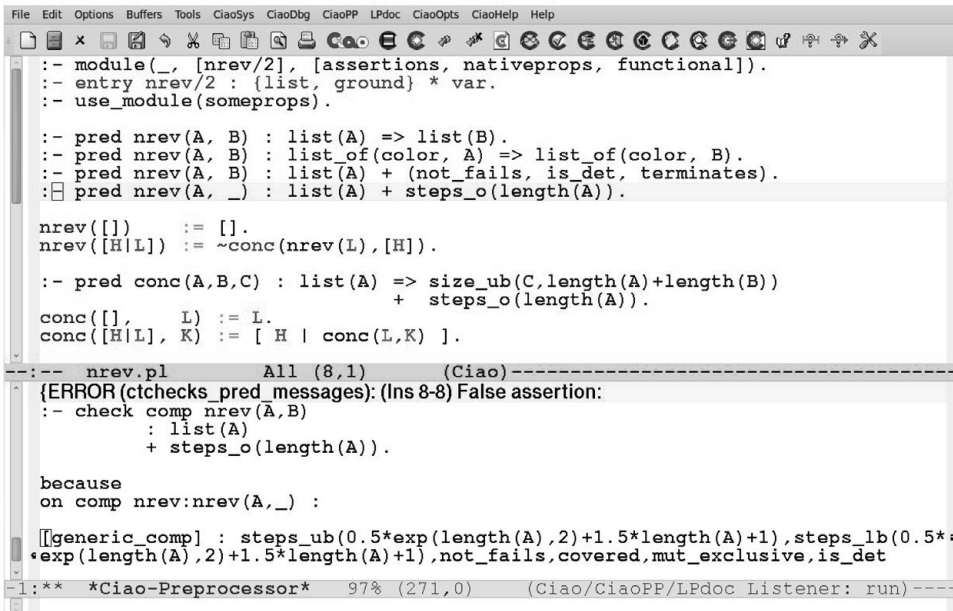 File Edit Options Buffers Tools CiaoSys CiaoDbg CiaoPP LPdoc CiaoOpts CiaoHelp Help
:- module(_, [nrev/2], [assertions, nativeprops, functional]).
:- entry nrev/2 : {list, ground} * var.
:- use_module(someprops).
:- pred nrev(A, B) : list(A) => list(B).
:- pred nrev(A, B) : list_of(color, A) => list_of(color, B).
:- pred nrev(A, B) : list(A) + (not_fails, is_det, terminates).
:- pred nrev(A, _) : list(A) + steps_o(length(A)).
nrev([])     := [].
nrev([H|L]) := ~conc(nrev(L),[H]).
:- pred conc(A,B,C) : list(A) => size_ub(C,length(A)+length(B))
+ steps_o(length(A)).
conc([],    L) := L.
conc([H|L], K) := [ H | conc(L,K) ].
--:-- nrev.pl All (8,1) (Ciao)----------------------------
{ERROR (ctchecks_pred_messages): (lns 8-8) False assertion:
:- check comp nrev(A,B)
: list(A)
+ steps_o(length(A)).
because
on comp nrev:nrev(A,_) :
[generic_comp] : steps_ub(0.5*exp(length(A),2)+1.5*length(A)+1),steps_lb(0.5*
exp(length(A),2)+1.5*length(A)+1),not_fails,covered,mut_exclusive,is_det
-1:** *Ciao-Preprocessor* 97% (271,0) (Ciao/CiaoPP/LPdoc Listener: run)----